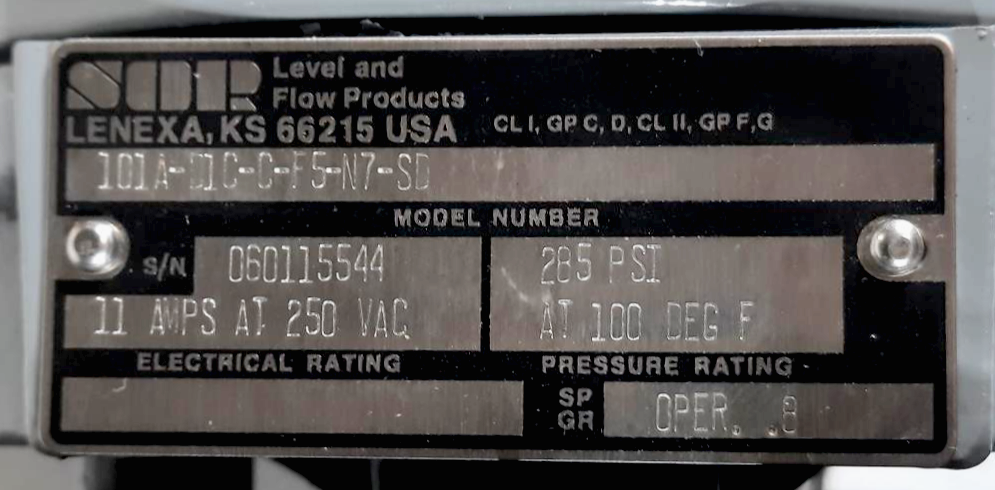 SOR Level and
Flow Products
LENEXA, KS 66215 USA CL I, GP C, D, CL II, GP F,G
101A-D1C-C-F5-N7-SD
MODEL NUMBER
S/N 060115544
11 AMPS AT 250 VAC
ELECTRICAL RATING
285 PSI
AT 100 DEG F
PRESSURE RATING
SP
GR OPER. .8